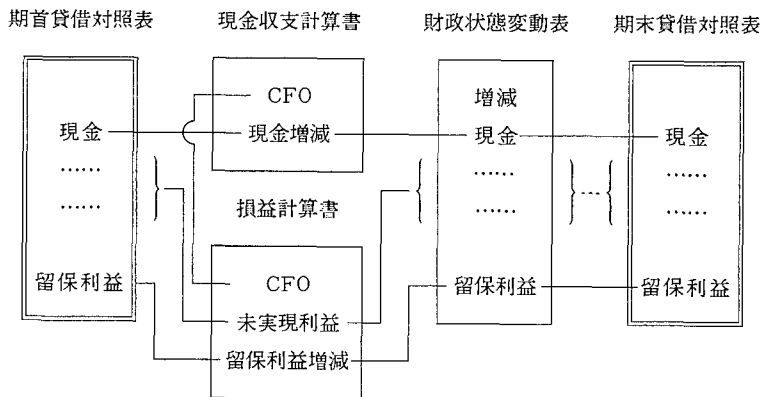 期首貸借対照表
現金収支計算書
財政状態変動表
期末貸借対照表
現金
……
……
留保利益
CFO
現金増減
損益計算書
CFO
未実現利益
留保利益増減
増減
現金
……
……
留保利益
…
現金
……
……
留保利益